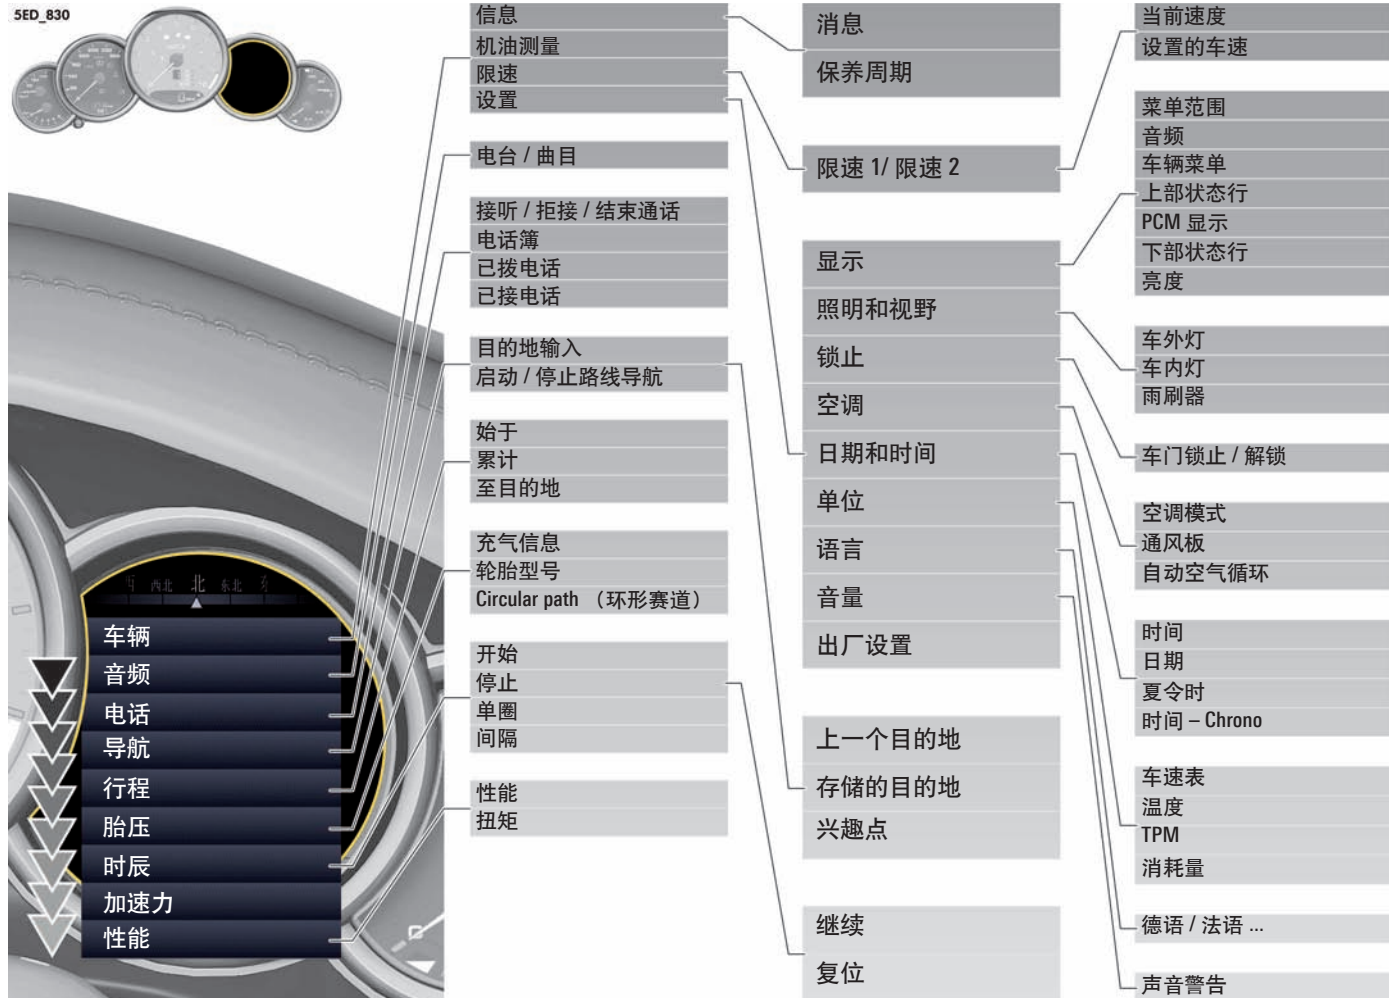 5ED_830
西 西北 北 东北
车辆
音频
电话
导航
行程
胎压
时辰
加速力
性能
信息
机油测量
限速
设置
电台 / 曲目
接听 / 拒接 / 结束通话
电话簿
已拨电话
已接电话
目的地输入
启动 / 停止路线导航
始于
累计
至目的地
充气信息
轮胎型号
Circular path （环形赛道）
开始
停止
单圈
间隔
性能
扭矩
消息
保养周期
限速 1/ 限速 2
显示
照明和视野
锁止
空调
日期和时间
单位
语言
音量
出厂设置
上一个目的地
存储的目的地
兴趣点
继续
复位
当前速度
设置的车速
菜单范围
音频
车辆菜单
上部状态行
PCM 显示
下部状态行
亮度
车外灯
车内灯
雨刷器
车门锁止 / 解锁
空调模式
通风板
自动空气循环
时间
日期
夏令时
时间 – Chrono
车速表
温度
TPM
消耗量
德语 / 法语 ...
声音警告